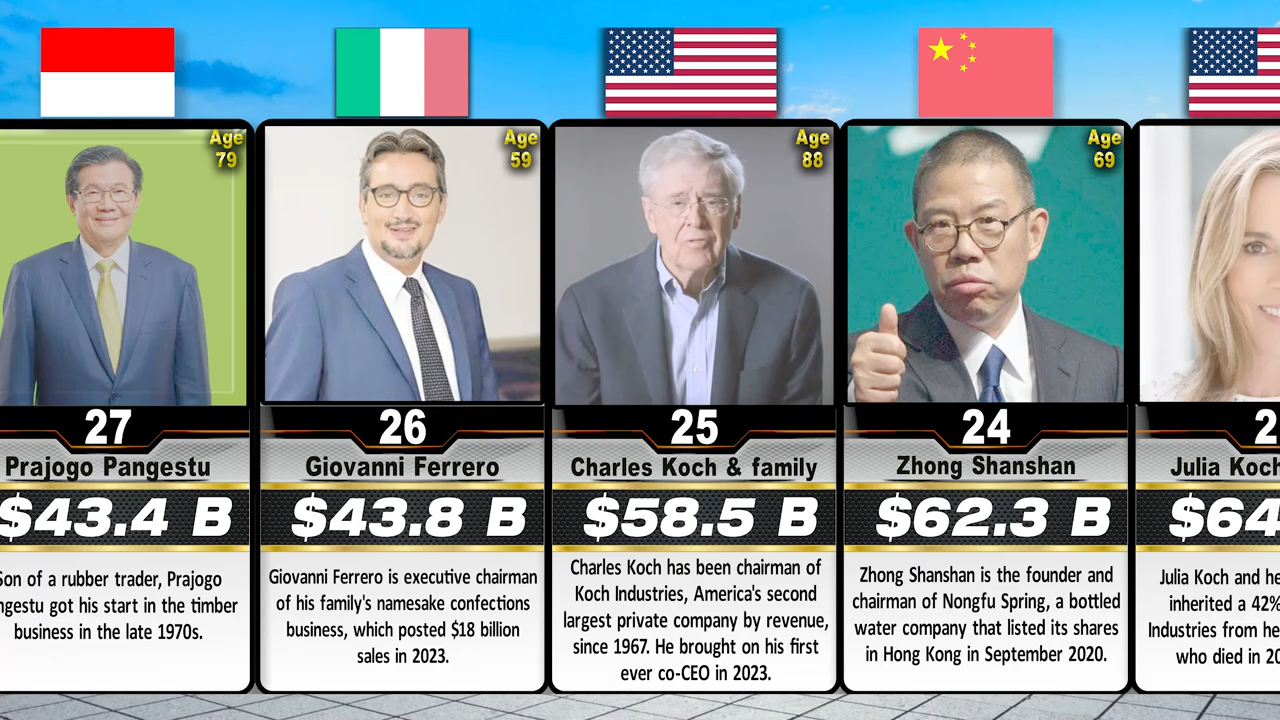 Age
79
27
Prajogo Pangestu
$43.4 B
Son of a rubber trader, Prajogo
got his start in the timber
business in the late 1970s.
Age
59
26
Giovanni Ferrero
$43.8 B
Giovanni Ferrero is executive chairman
of his family's namesake confections
business, which posted $18 billion
sales in 2023.
Age
88
25
Charles Koch & family
$58.5 B
Charles Koch has been chairman of
Koch Industries, America's second
largest private company by revenue,
since 1967. He brought on his first
ever co-CEO in 2023.
Age
69
24
Zhong Shanshan
$62.3 B
Zhong Shanshan is the founder and
chairman of Nongfu Spring, a bottled
water company that listed its shares
in Hong Kong in September 2020.
2
Julia Koch
$64
Julia Koch and he
inherited a 42%
Industries from he
who died in 20